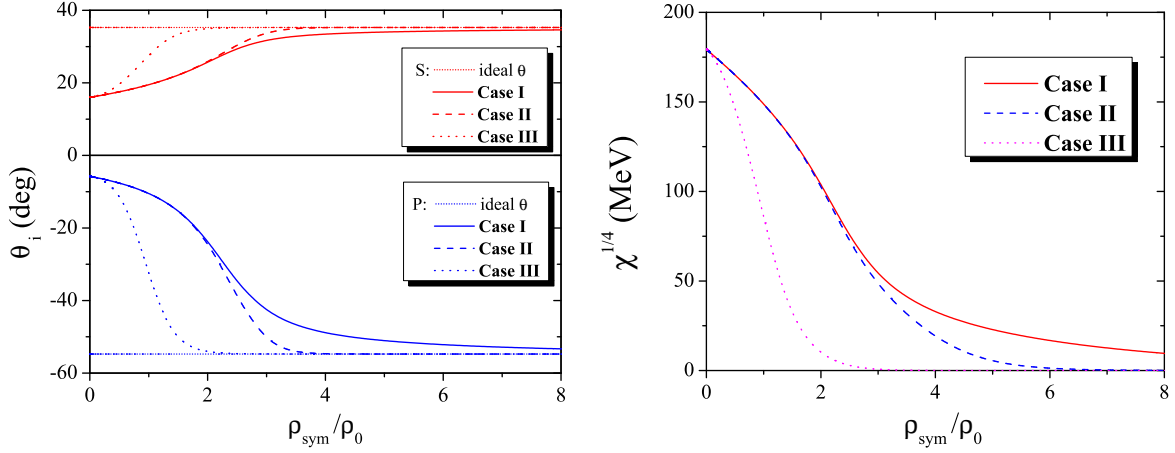 40
20
0
-20
-40
-60
θi (deg)
S: ideal θ
Case I
Case II
Case III
P: ideal θ
Case I
Case II
Case III
0 2 4 6 8
ρsym/ρ0
200
150
100
50
0
χ1/4 (MeV)
Case I
Case II
Case III
0 2 4 6 8
ρsym/ρ0